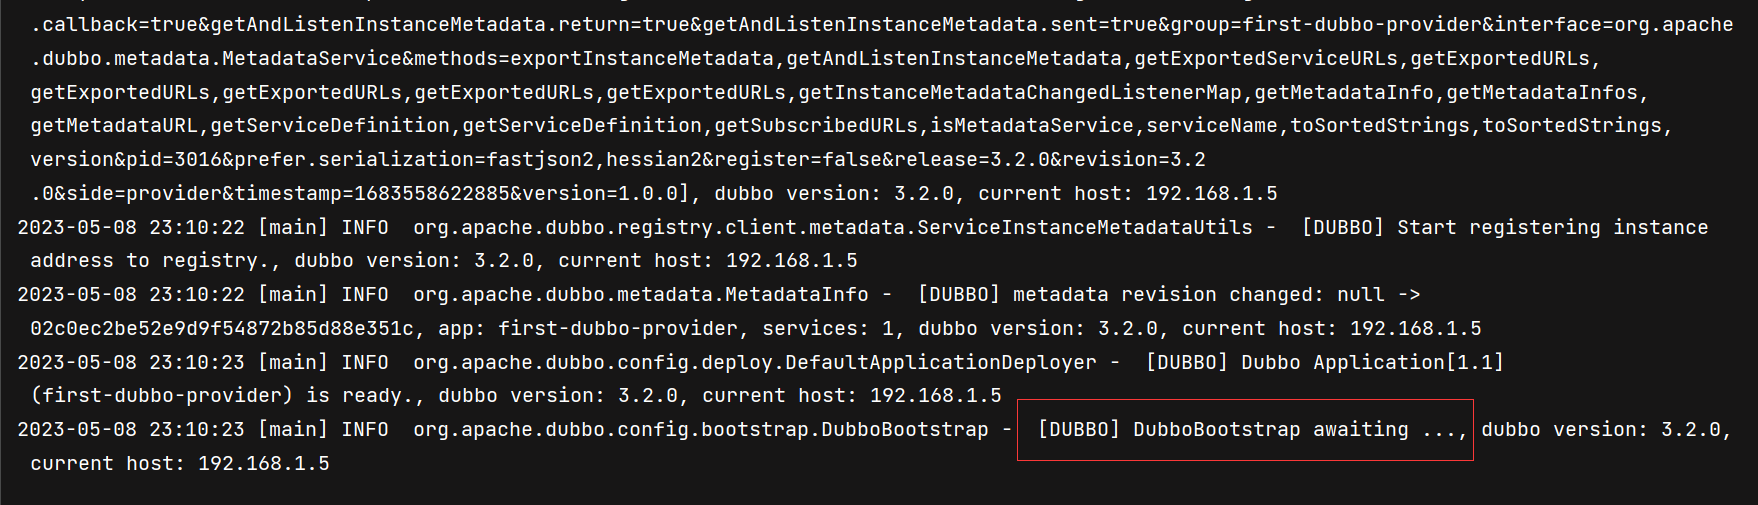 .callback=true&getAndListenInstanceMetadata.return=true&getAndListenInstanceMetadata.sent=true&group=first-dubbo-provider&interface=org.apache
.dubbo.metadata.MetadataService&methods=exportInstanceMetadata,getAndListenInstanceMetadata,getExportedServiceURLs,getExportedURLs,
getExportedURLs,getExportedURLs,getExportedURLs,getExportedURLs,getInstanceMetadataChangedListenerMap,getMetadataInfo,getMetadataInfos,
getMetadataURL,getServiceDefinition,getServiceDefinition,getSubscribedURLs,isMetadataService,serviceName,toSortedStrings,toSortedStrings,
version&pid=3016&prefer.serialization=fastjson2,hessian2&register=false&release=3.2.0&revision=3.2
.0&side=provider&timestamp=1683558622885&version=1.0.0], dubbo version: 3.2.0, current host: 192.168.1.5
2023-05-08 23:10:22 [main] INFO  org.apache.dubbo.registry.client.metadata.ServiceInstanceMetadataUtils -  [DUBBO] Start registering instance
address to registry., dubbo version: 3.2.0, current host: 192.168.1.5
2023-05-08 23:10:22 [main] INFO  org.apache.dubbo.metadata.MetadataInfo -  [DUBBO] metadata revision changed: null ->
02c0ec2be52e9d9f54872b85d88e351c, app: first-dubbo-provider, services: 1, dubbo version: 3.2.0, current host: 192.168.1.5
2023-05-08 23:10:23 [main] INFO  org.apache.dubbo.config.deploy.DefaultApplicationDeployer -  [DUBBO] Dubbo Application[1.1]
(first-dubbo-provider) is ready., dubbo version: 3.2.0, current host: 192.168.1.5
2023-05-08 23:10:23 [main] INFO  org.apache.dubbo.config.bootstrap.DubboBootstrap -  [DUBBO] DubboBootstrap awaiting ..., dubbo version: 3.2.0,
current host: 192.168.1.5